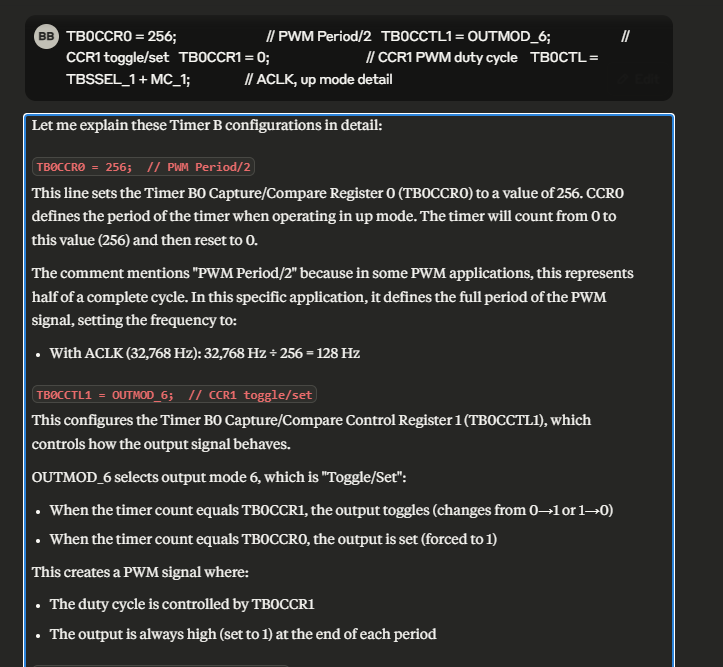 BB
TB0CCR0 = 256;                         // PWM Period/2   TB0CCTL1 = OUTMOD_6;                   //
CCR1 toggle/set   TB0CCR1 = 0;                          // CCR1 PWM duty cycle    TB0CTL =
TBSSEL_1 + MC_1;              // ACLK, up mode detail
Let me explain these Timer B configurations in detail:
TB0CCR0 = 256;  // PWM Period/2
This line sets the Timer B0 Capture/Compare Register 0 (TB0CCR0) to a value of 256. CCR0
defines the period of the timer when operating in up mode. The timer will count from 0 to
this value (256) and then reset to 0.
The comment mentions "PWM Period/2" because in some PWM applications, this represents
half of a complete cycle. In this specific application, it defines the full period of the PWM
signal, setting the frequency to:
• With ACLK (32,768 Hz): 32,768 Hz ÷ 256 = 128 Hz
TB0CCTL1 = OUTMOD_6;  // CCR1 toggle/set
This configures the Timer B0 Capture/Compare Control Register 1 (TB0CCTL1), which
controls how the output signal behaves.
OUTMOD_6 selects output mode 6, which is "Toggle/Set":
• When the timer count equals TB0CCR1, the output toggles (changes from 0→1 or 1→0)
• When the timer count equals TB0CCR0, the output is set (forced to 1)
This creates a PWM signal where:
• The duty cycle is controlled by TB0CCR1
• The output is always high (set to 1) at the end of each period